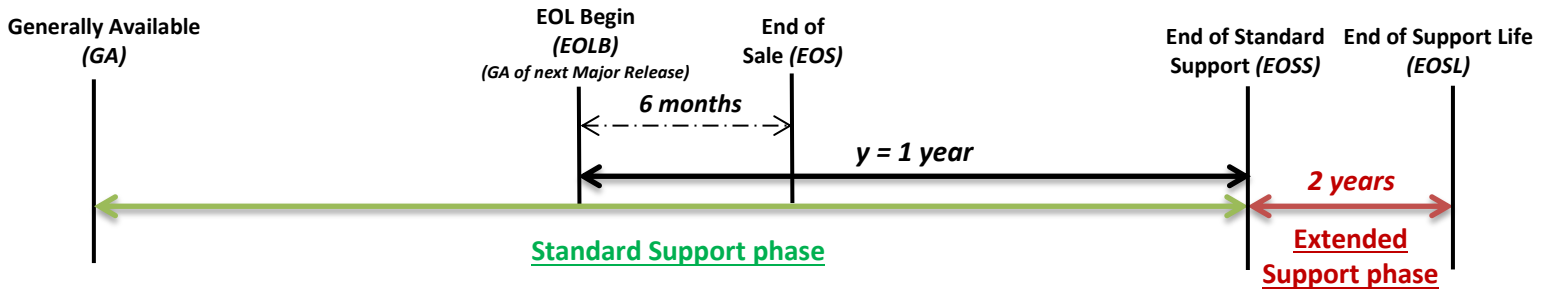 Generally Available
(GA)
EOL Begin
(EOLB)
(GA of next Major Release)
End of
Sale (EOS)
End of Standard
Support (EOSS)
End of Support Life
(EOSL)
6 months
y = 1 year
2 years
Standard Support phase
Extended
Support phase